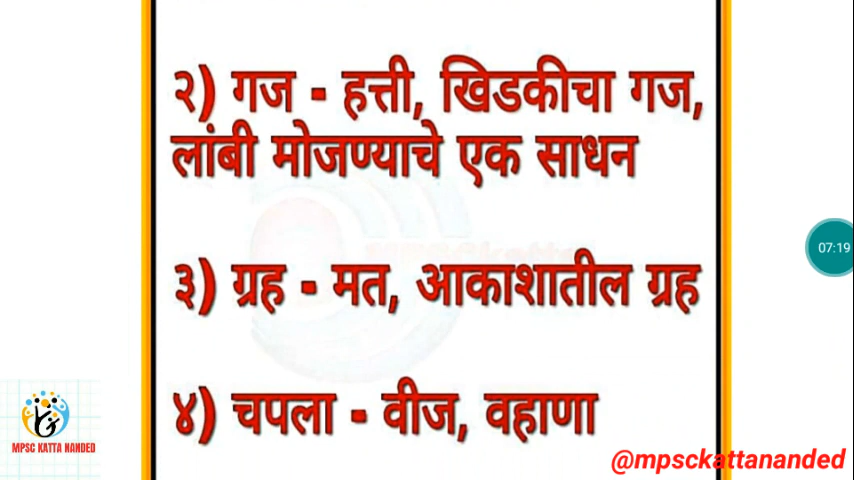 २) गज - हत्ती, खिडकीचा गज,
लांबी मोजण्याचे एक साधन
३) ग्रह - मत, आकाशातील ग्रह
४) चपला - वीज, वहाणा
07:19
MPSC KATTA NANDED
@mpsckattananded